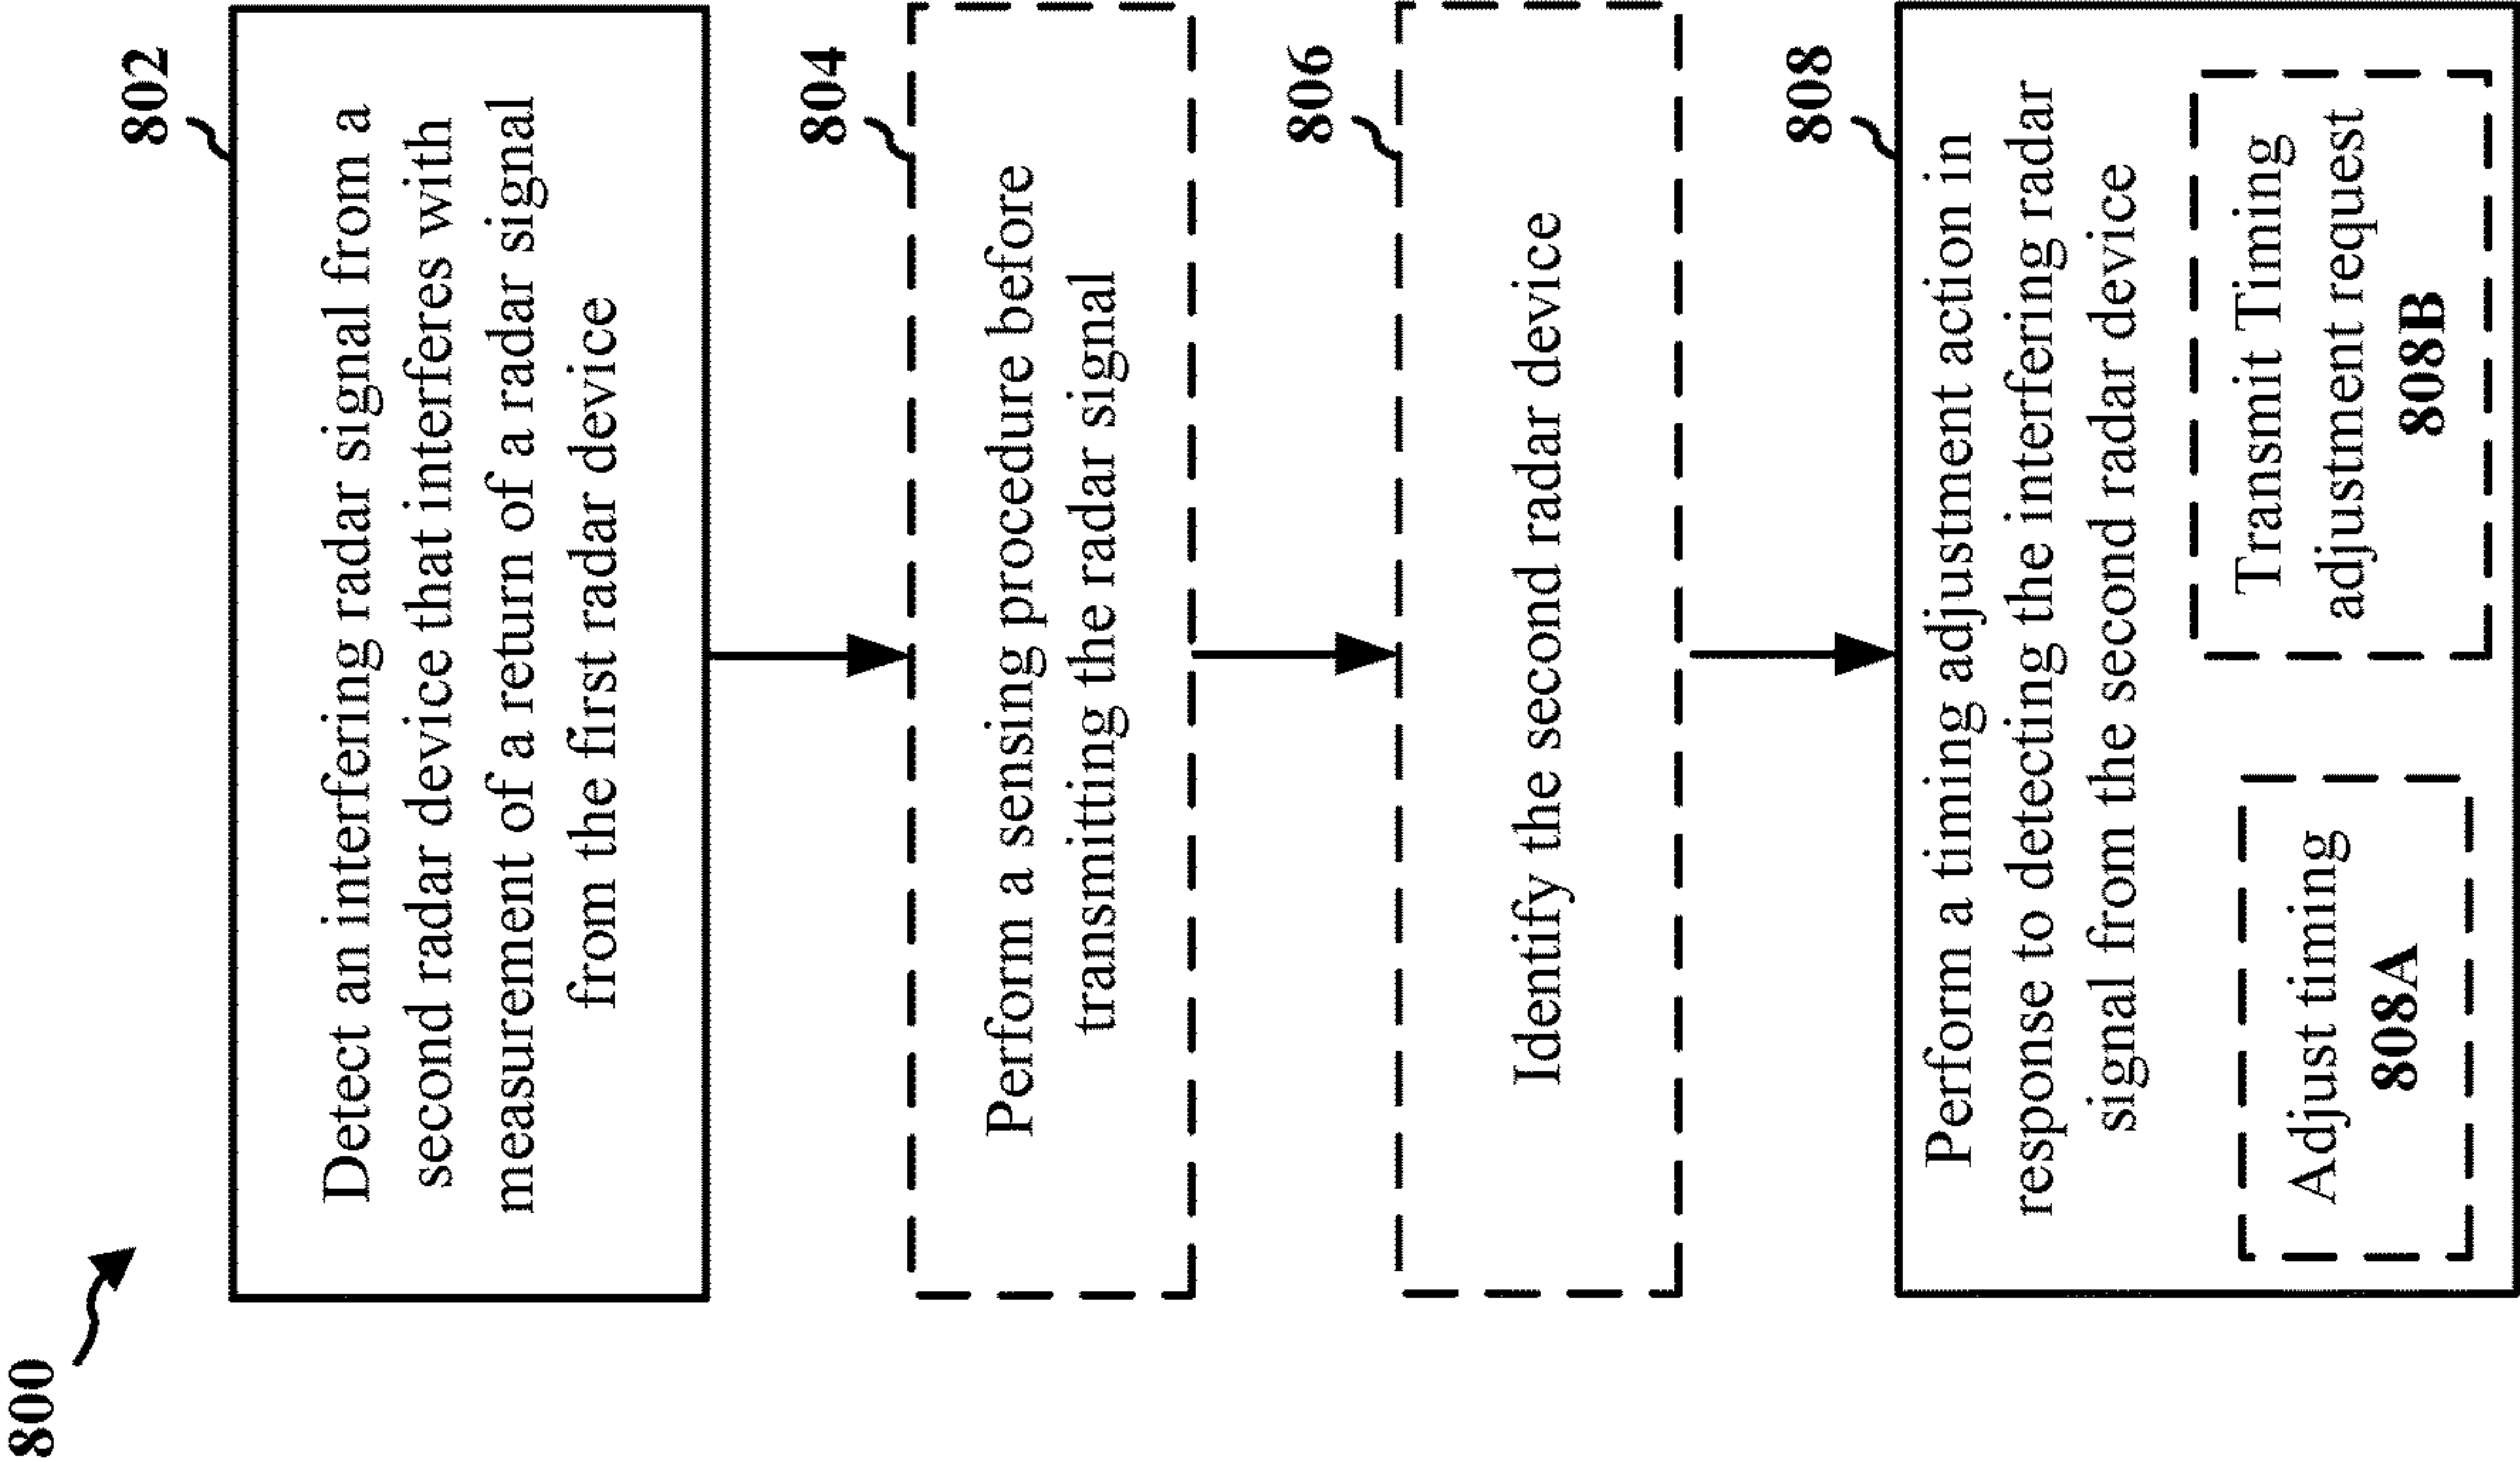 800
802
Detect an interfering radar signal from a
second radar device that interferes with
measurement of a return of a radar signal
from the first radar device
804
Perform a sensing procedure before
transmitting the radar signal
806
Identify the second radar device
808
Perform a timing adjustment action in
response to detecting the interfering radar
signal from the second radar device
Adjust timing
808A
Transmit Timing
adjustment request
808B